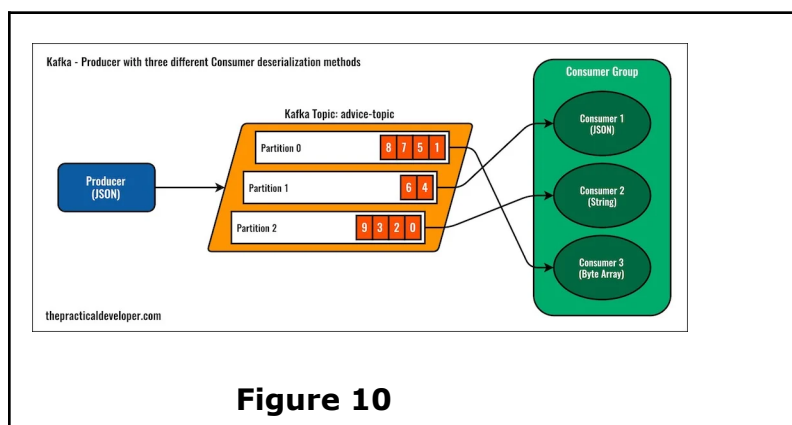 Kafka - Producer with three different Consumer deserialization methods
Consumer Group
Kafka Topic: advice-topic
Producer
(JSON)
Partition 0
8 7 5 1
Partition 1
6 4
Partition 2
9 3 2 0
Consumer 1
(JSON)
Consumer 2
(String)
Consumer 3
(Byte Array)
thepracticaldeveloper.com
Figure 10